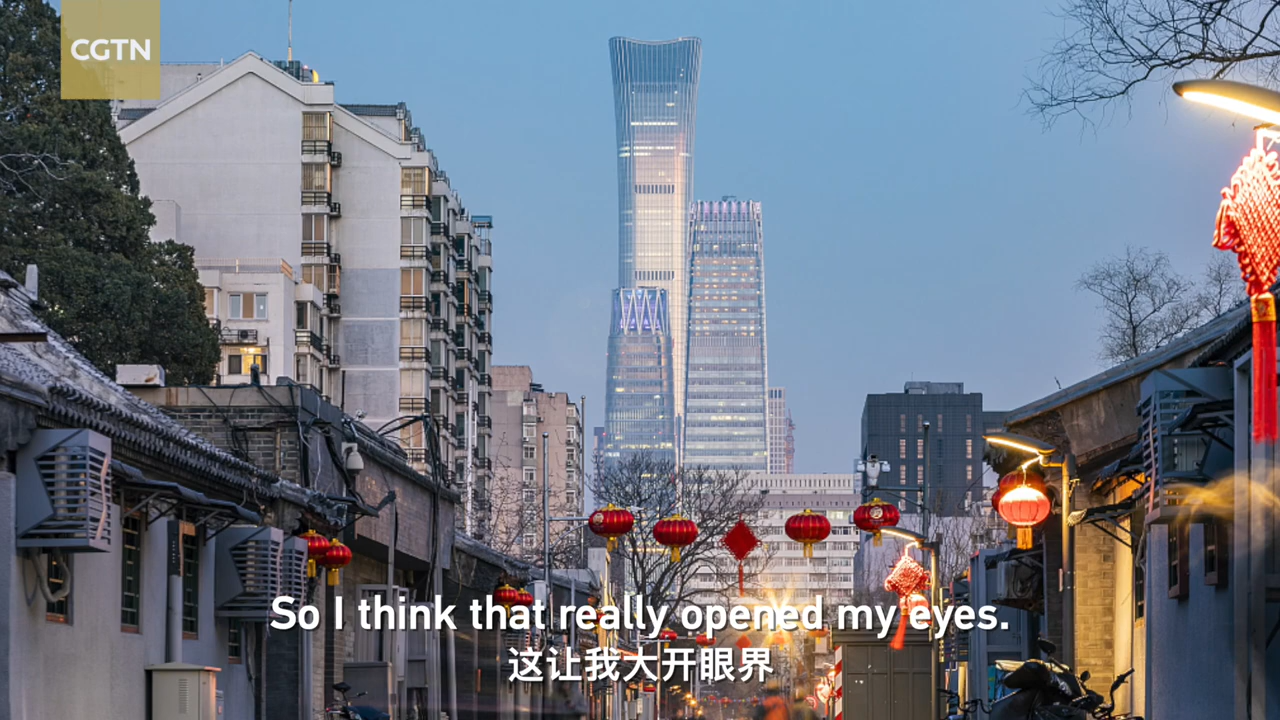 CGTN
So I think that really opened my eyes.
这让我大开眼界